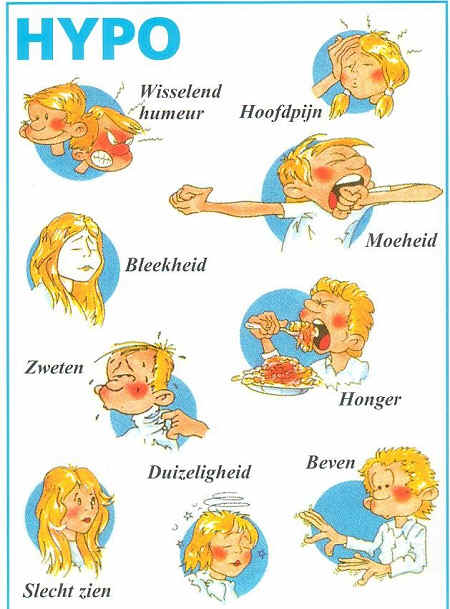 HYPO
Wisselend
humeur
Hoofdpijn
Moeheid
Bleekheid
Zweten
Honger
Duizeligheid
Beven
Slecht zien